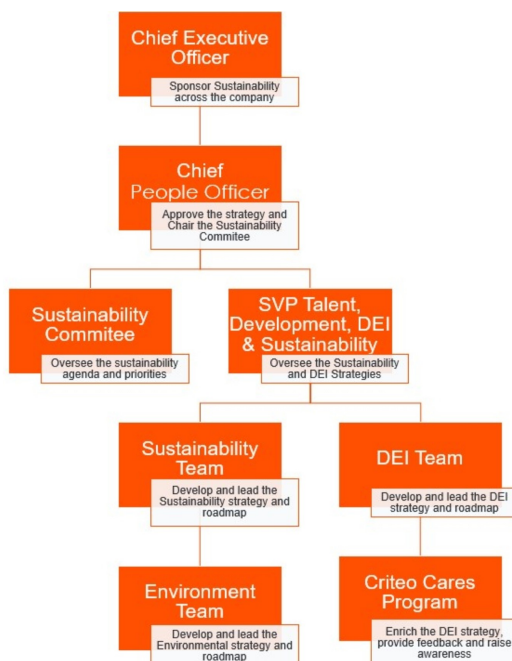 Chief Executive
Officer
Sponsor Sustainability
across the company
Chief
People Officer
Approve the strategy and
Chair the Sustainability
Commitee
Sustainability
Commitee
Oversee the sustainability
agenda and priorities
SVP Talent,
Development, DEI
& Sustainability
Oversee the Sustainability
and DEI Strategies
Sustainability
Team
Develop and lead the
Sustainability strategy and
roadmap
DEI Team
Develop and lead the DEI
strategy and roadmap
Environment
Team
Develop and lead the
Environmental strategy and
roadmap
Criteo Cares
Program
Enrich the DEI strategy,
provide feedback and raise
awareness